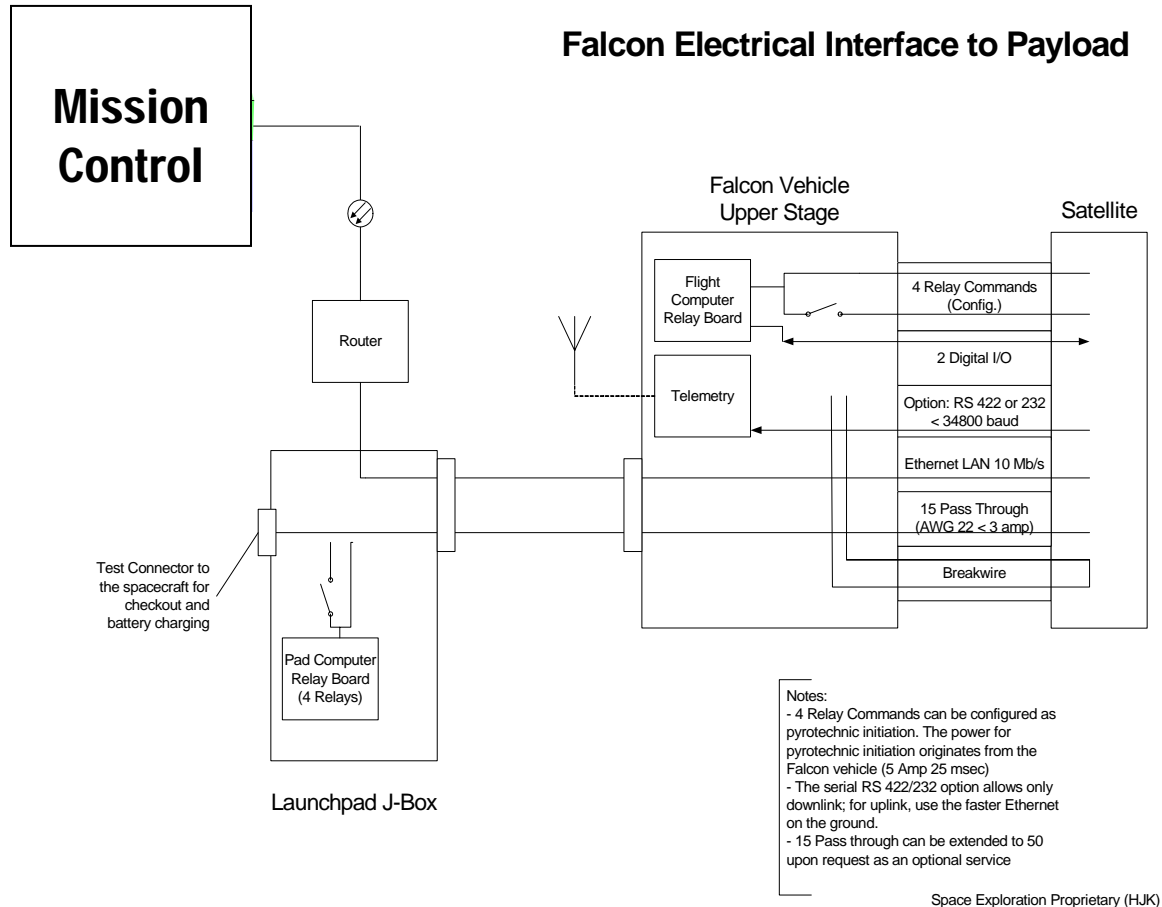 Falcon Electrical Interface to Payload
Mission
Control
Falcon Vehicle
Upper Stage
Satellite
Flight
Computer
Relay Board
4 Relay Commands
(Config.)
2 Digital I/O
Router
Telemetry
Option: RS 422 or 232
< 34800 baud
Ethernet LAN 10 Mb/s
15 Pass Through
(AWG 22 < 3 amp)
Breakwire
Test Connector to
the spacecraft for
checkout and
battery charging
Pad Computer
Relay Board
(4 Relays)
Launchpad J-Box
Notes:
- 4 Relay Commands can be configured as
pyrotechnic initiation. The power for
pyrotechnic initiation originates from the
Falcon vehicle (5 Amp 25 msec)
- The serial RS 422/232 option allows only
downlink; for uplink, use the faster Ethernet
on the ground.
- 15 Pass through can be extended to 50
upon request as an optional service
Space Exploration Proprietary (HJK)